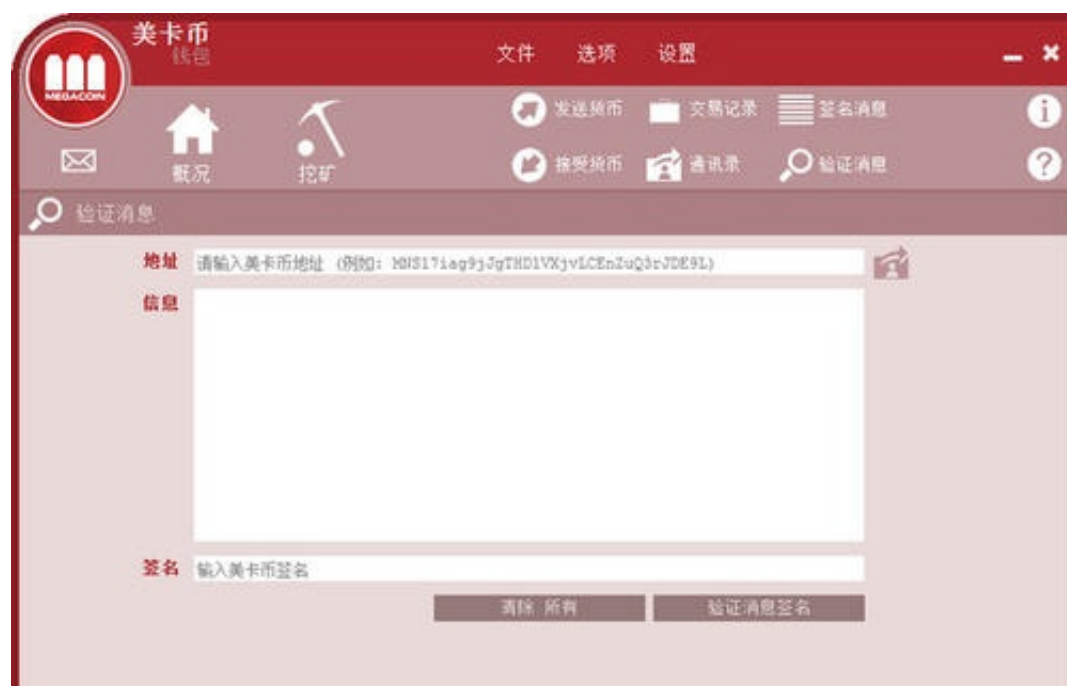 美卡币
钱包
文件 选项 设置
MEGACOIN
概况
挖矿
发送货币 交易记录 签名消息
接受货币 通讯录 验证消息
验证消息
地址 请输入美卡币地址 (例如: MNS17iag9jJgTHD1VXjvLCEnZuQ3rJDE9L)
信息
签名 输入美卡币签名
清除 所有
验证消息签名